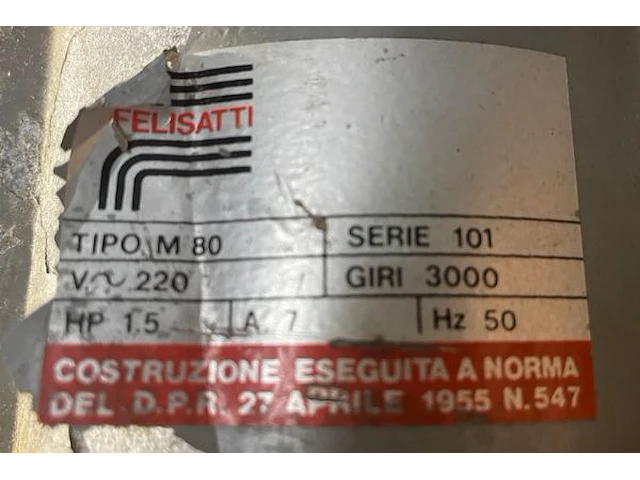 FELISATTI
TIPO M 80 SERIE 101
V~ 220 GIRI 3000
HP 1.5 A. 7 Hz 50
COSTRUZIONE ESEGUITA A NORMA
DEL D.P.R. 27 APRILE 1955 N.547